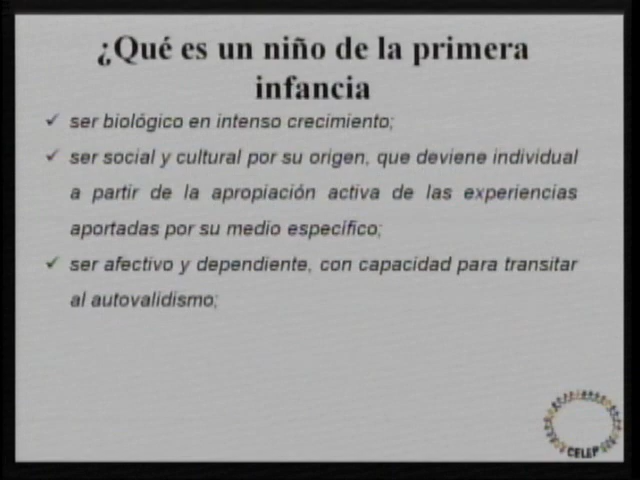 ¿Qué es un niño de la primera
infancia
✓ ser biológico en intenso crecimiento;
✓ ser social y cultural por su origen, que deviene individual
a partir de la apropiación activa de las experiencias
aportadas por su medio específico;
✓ ser afectivo y dependiente, con capacidad para transitar
al autovalidismo;
CELEP